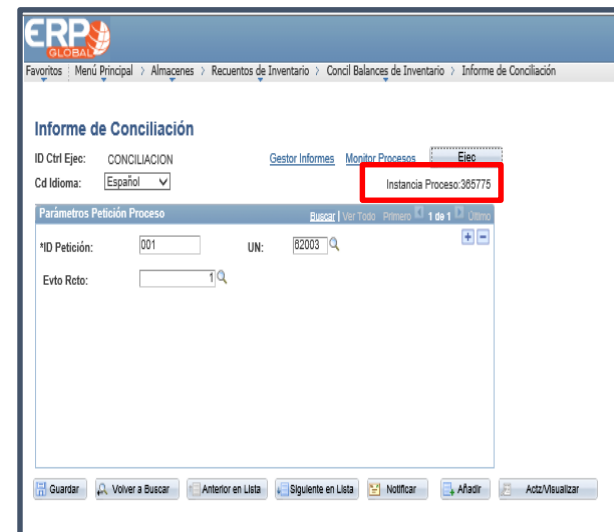 ERP
GLOBAL
Favoritos Menú Principal > Almacenes > Recuentos de Inventario > Concil Balances de Inventario > Informe de Conciliación
Informe de Conciliación
ID Ctrl Ejec: CONCILIACION Gestor Informes Monitor Procesos Ejec
Cd Idioma: Español Instancia Proceso:365775
Parámetros Petición Proceso Buscar | Ver Todo Primero 1 de 1 Último
*ID Petición: 001 UN: 62003
Evto Rcto: 1
Guardar Volver a Buscar Anterior en Lista Siguiente en Lista Notificar Añadir Actz/Visualizar